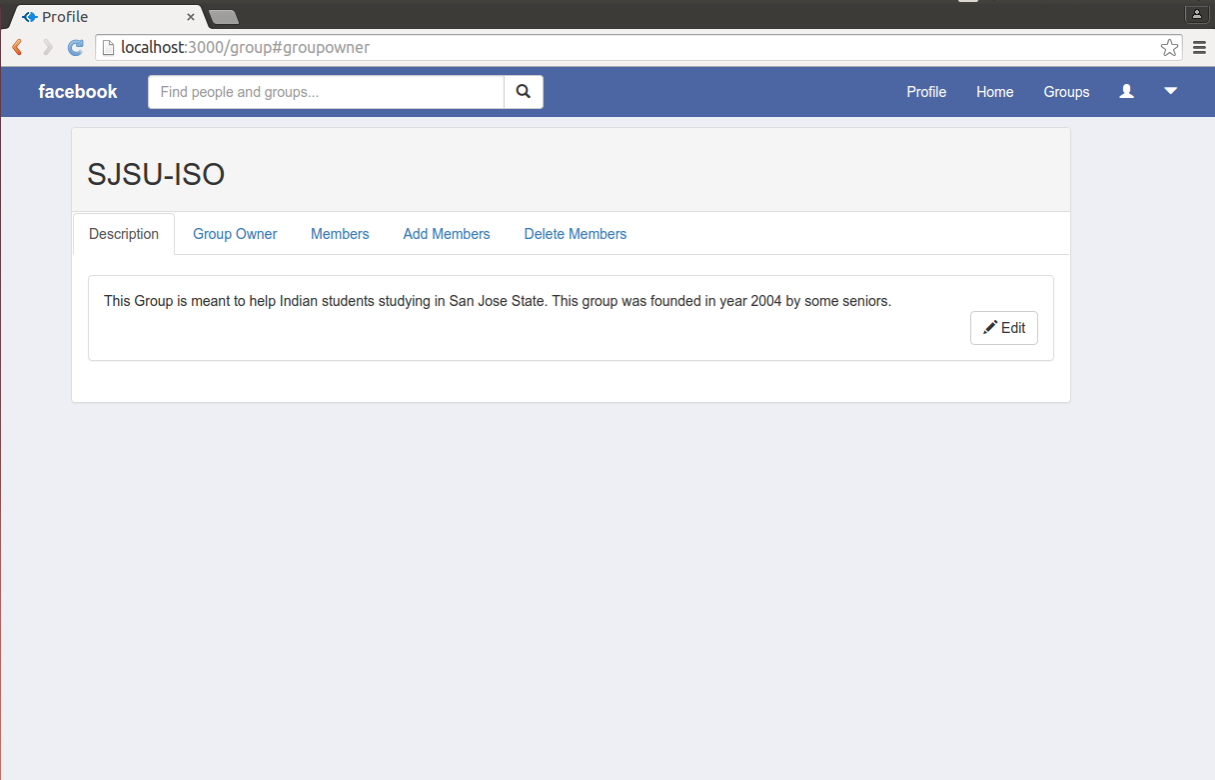 Profile
localhost:3000/group#groupowner
facebook Find people and groups... Profile Home Groups
SJSU-ISO
Description Group Owner Members Add Members Delete Members
This Group is meant to help Indian students studying in San Jose State. This group was founded in year 2004 by some seniors.
Edit